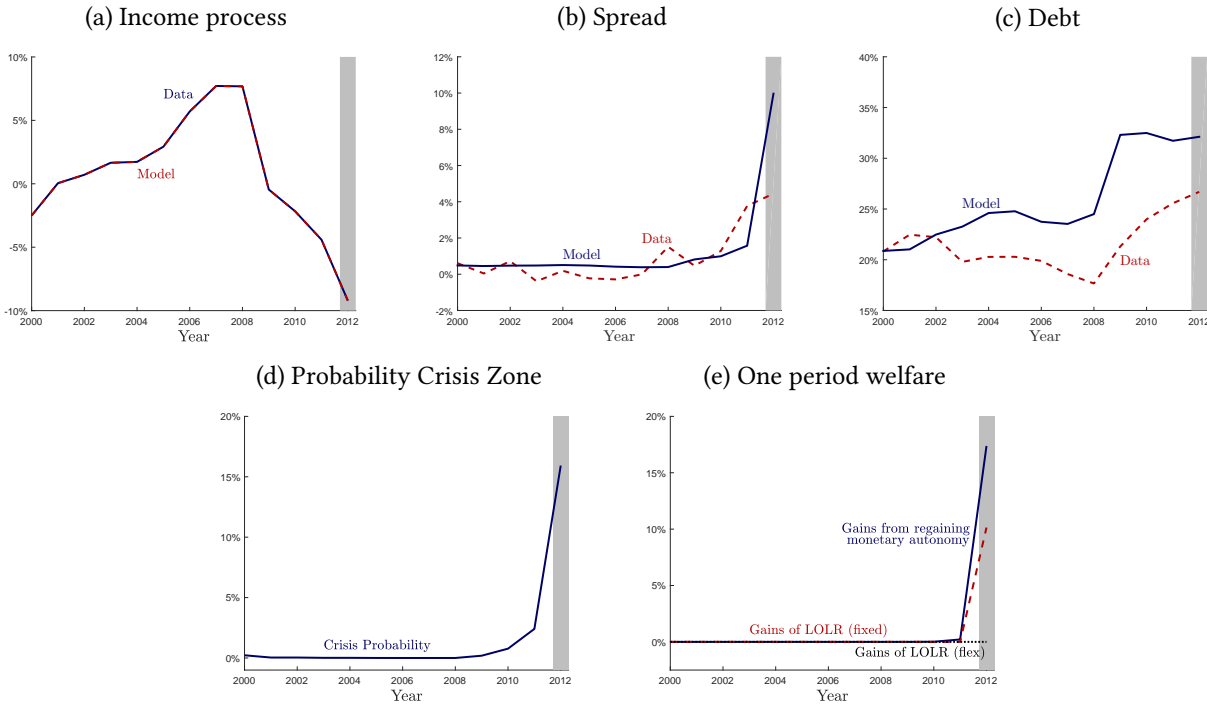 (a) Income process
10%
5%
0%
-5%
-10%
Data
Model
2000 2002 2004 2006 2008 2010 2012
Year
(b) Spread
12%
10%
8%
6%
4%
2%
0%
-2%
Model
Data
2000 2002 2004 2006 2008 2010 2012
Year
(c) Debt
40%
35%
30%
25%
20%
15%
Model
Data
2000 2002 2004 2006 2008 2010 2012
Year
(d) Probability Crisis Zone
20%
15%
10%
5%
0%
Crisis Probability
2000 2002 2004 2006 2008 2010 2012
Year
(e) One period welfare
20%
15%
10%
5%
0%
Gains from regaining
monetary autonomy
Gains of LOLR (fixed)
Gains of LOLR (flex)
2000 2002 2004 2006 2008 2010 2012
Year